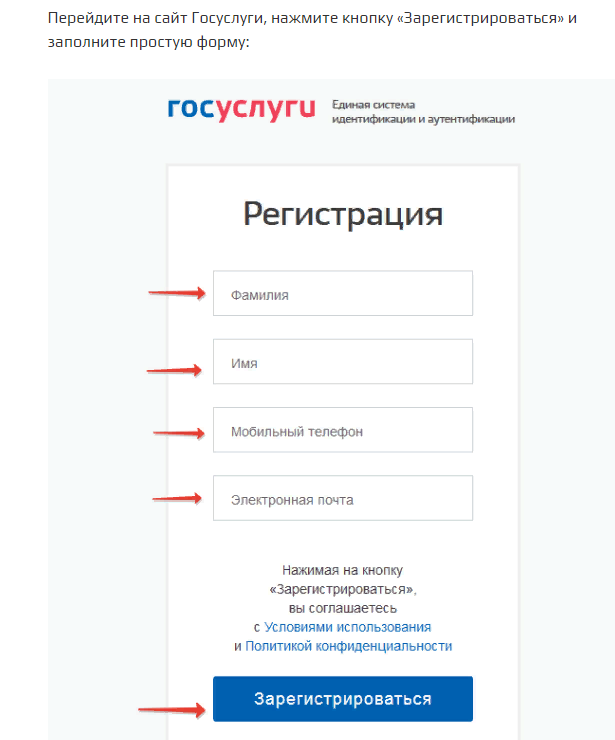 Перейдите на сайт Госуслуги, нажмите кнопку «Зарегистрироваться» и
заполните простую форму:
госуслуги
Единая система
идентификации и аутентификации
Регистрация
Фамилия
Имя
Мобильный телефон
Электронная почта
Нажимая на кнопку
«Зарегистрироваться»,
вы соглашаетесь
с Условиями использования
и Политикой конфиденциальности
Зарегистрироваться